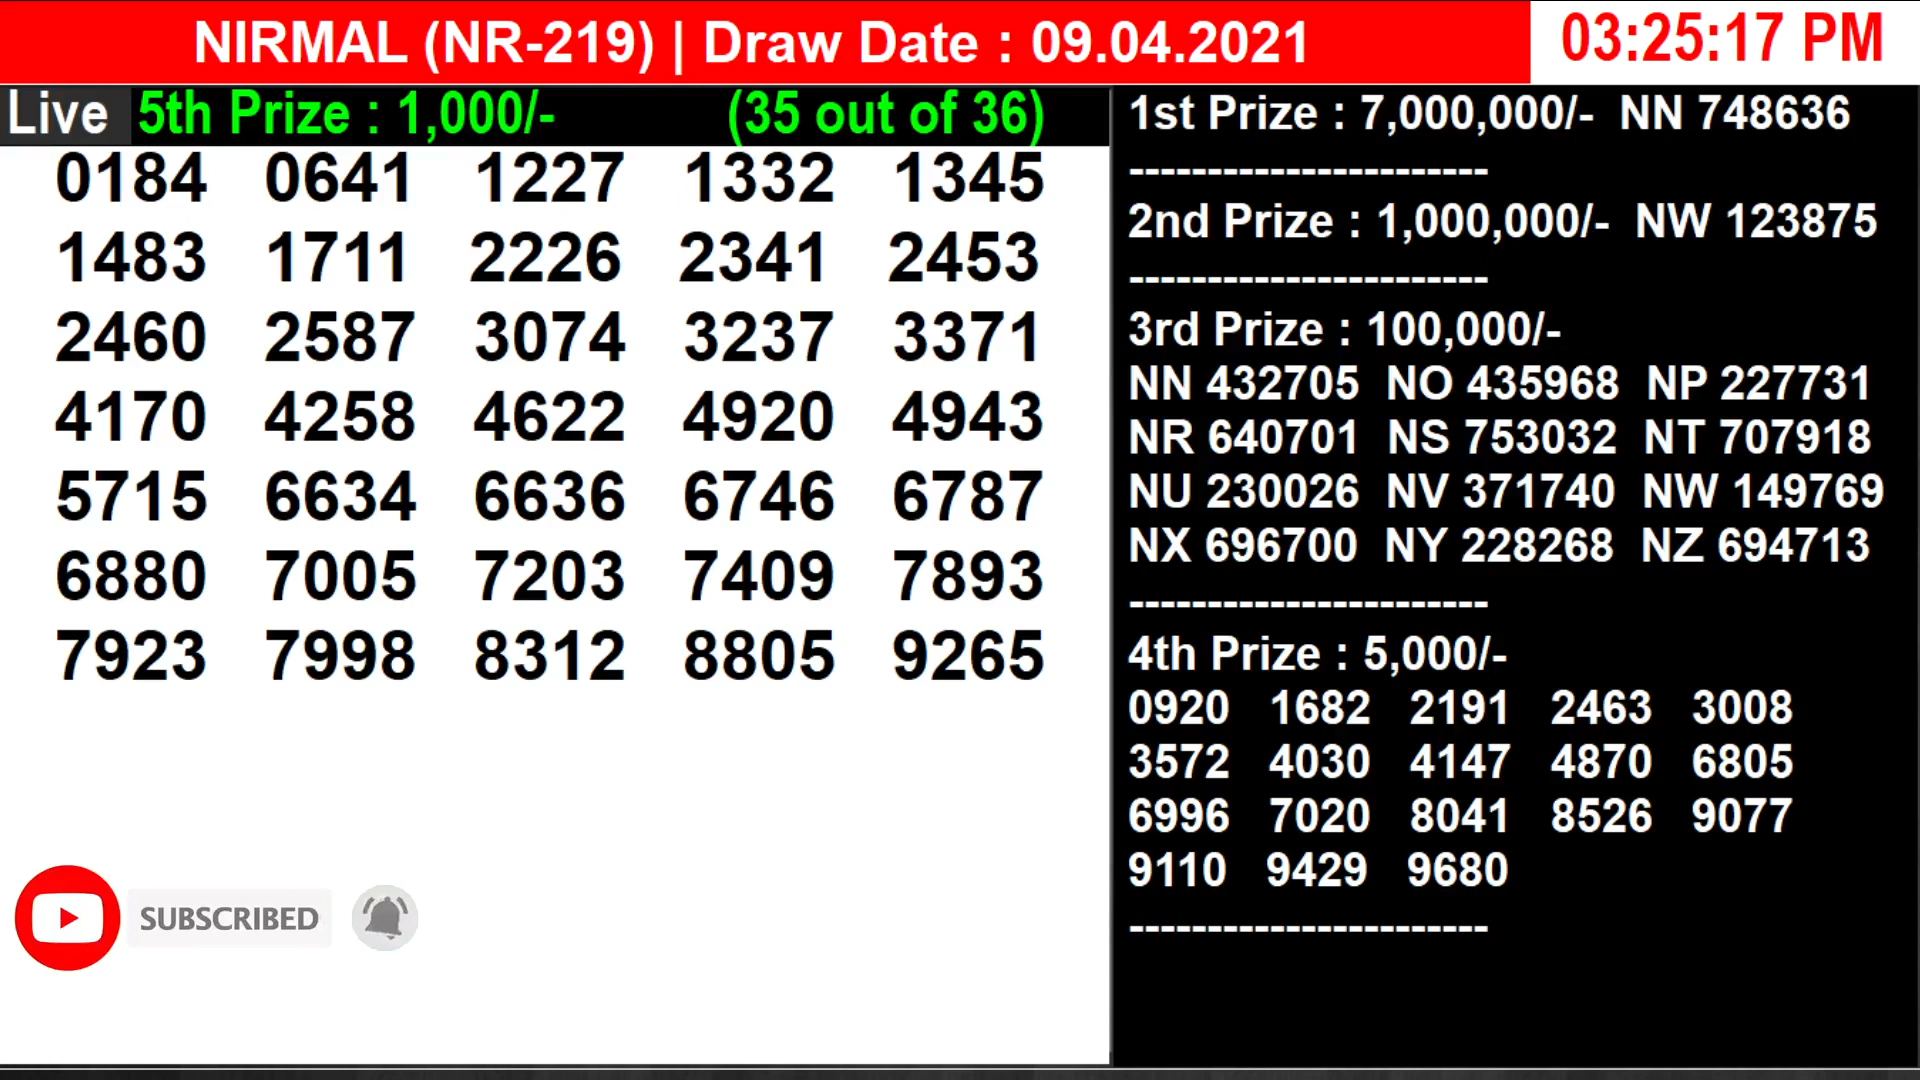 NIRMAL (NR-219) | Draw Date : 09.04.2021
03:25:17 PM
Live 5th Prize : 1,000/- (35 out of 36)
0184 0641 1227 1332 1345
1483 1711 2226 2341 2453
2460 2587 3074 3237 3371
4170 4258 4622 4920 4943
5715 6634 6636 6746 6787
6880 7005 7203 7409 7893
7923 7998 8312 8805 9265
SUBSCRIBED
1st Prize : 7,000,000/- NN 748636
-----------------------
2nd Prize : 1,000,000/- NW 123875
-----------------------
3rd Prize : 100,000/-
NN 432705 NO 435968 NP 227731
NR 640701 NS 753032 NT 707918
NU 230026 NV 371740 NW 149769
NX 696700 NY 228268 NZ 694713
-----------------------
4th Prize : 5,000/-
0920 1682 2191 2463 3008
3572 4030 4147 4870 6805
6996 7020 8041 8526 9077
9110 9429 9680
-----------------------